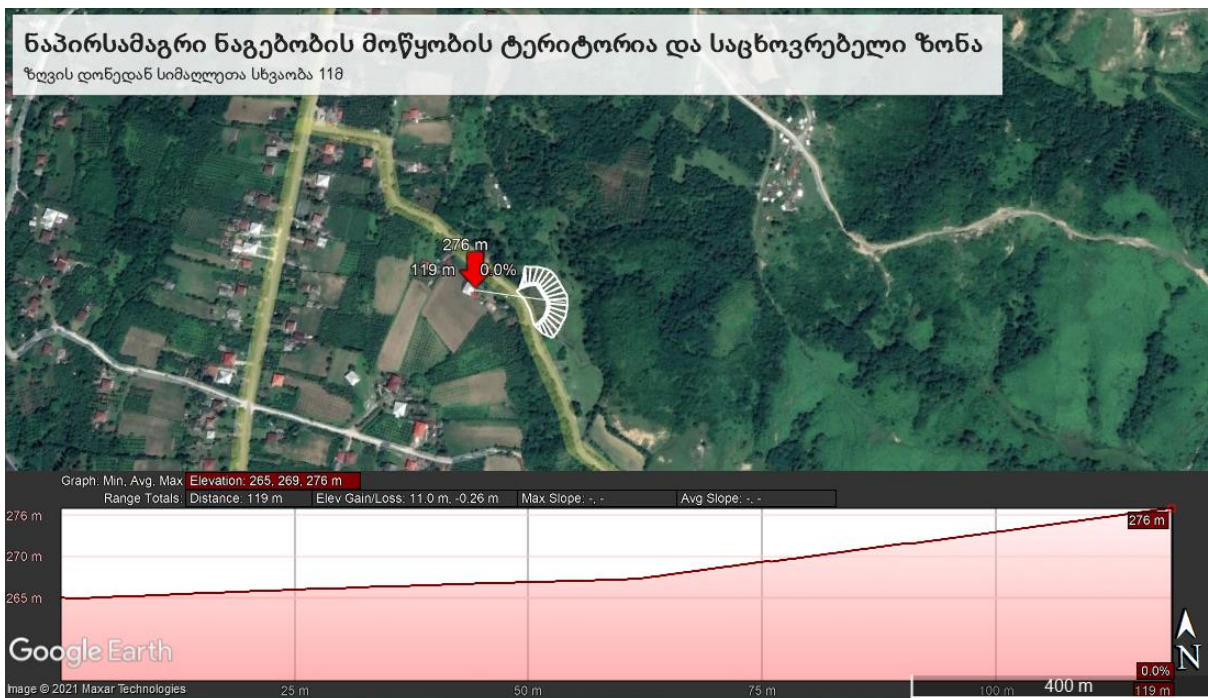 ნაპირსამაგრი ნაგებობის მოწყობის ტერიტორია და საცხოვრებელი ზონა
ზღვის დონედან სიმაღლეთა სხვაობა 11მ
276 m
119 m 0.0%
Graph: Min, Avg, Max Elevation: 265, 269, 276 m
Range Totals: Distance: 119 m Elev Gain/Loss: 11.0 m, -0.26 m Max Slope: -, - Avg Slope: -, -
276 m
276 m
270 m
265 m
Google Earth
N
0.0%
Image © 2021 Maxar Technologies
25 m 50 m 75 m 100 m 400 m 119 m